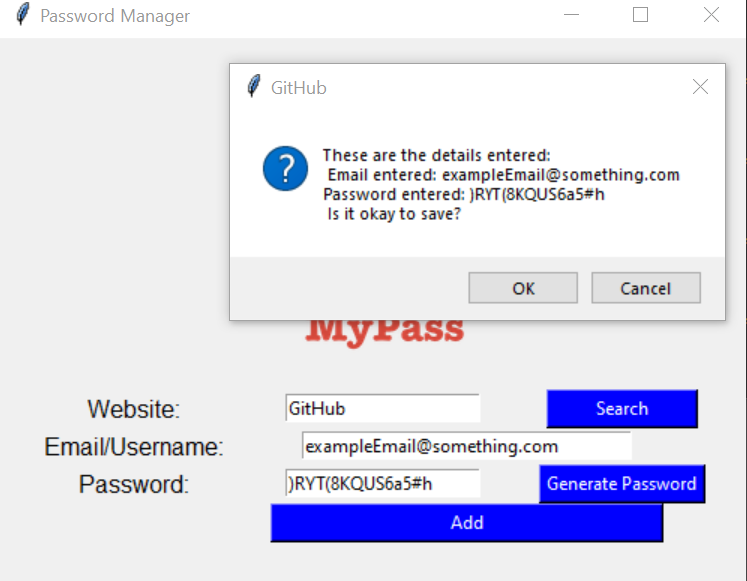 Password Manager
GitHub
These are the details entered:
Email entered: exampleEmail@something.com
Password entered: )RYT(8KQUS6a5#h
Is it okay to save?
OK Cancel
MyPass
Website: GitHub Search
Email/Username: exampleEmail@something.com
Password: )RYT(8KQUS6a5#h Generate Password
Add